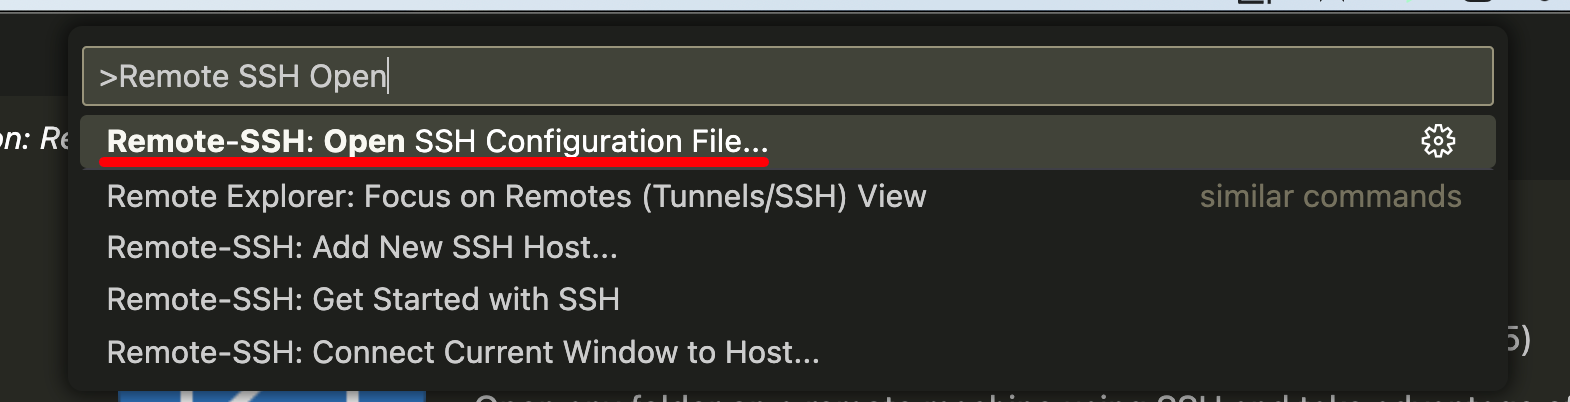 >Remote SSH Open
on: Re
Remote-SSH: Open SSH Configuration File...
Remote Explorer: Focus on Remotes (Tunnels/SSH) View
similar commands
Remote-SSH: Add New SSH Host...
Remote-SSH: Get Started with SSH
Remote-SSH: Connect Current Window to Host...
5)